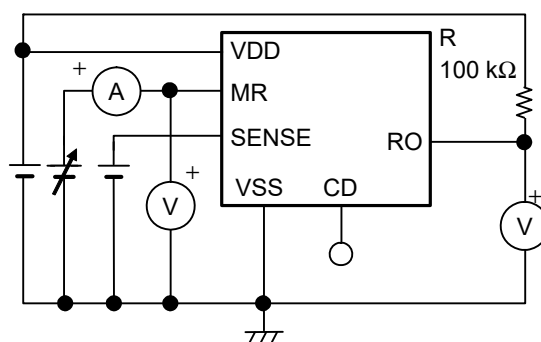 R
100 kΩ
VDD
+
A
MR
SENSE
RO
+
V
VSS
CD
+
V